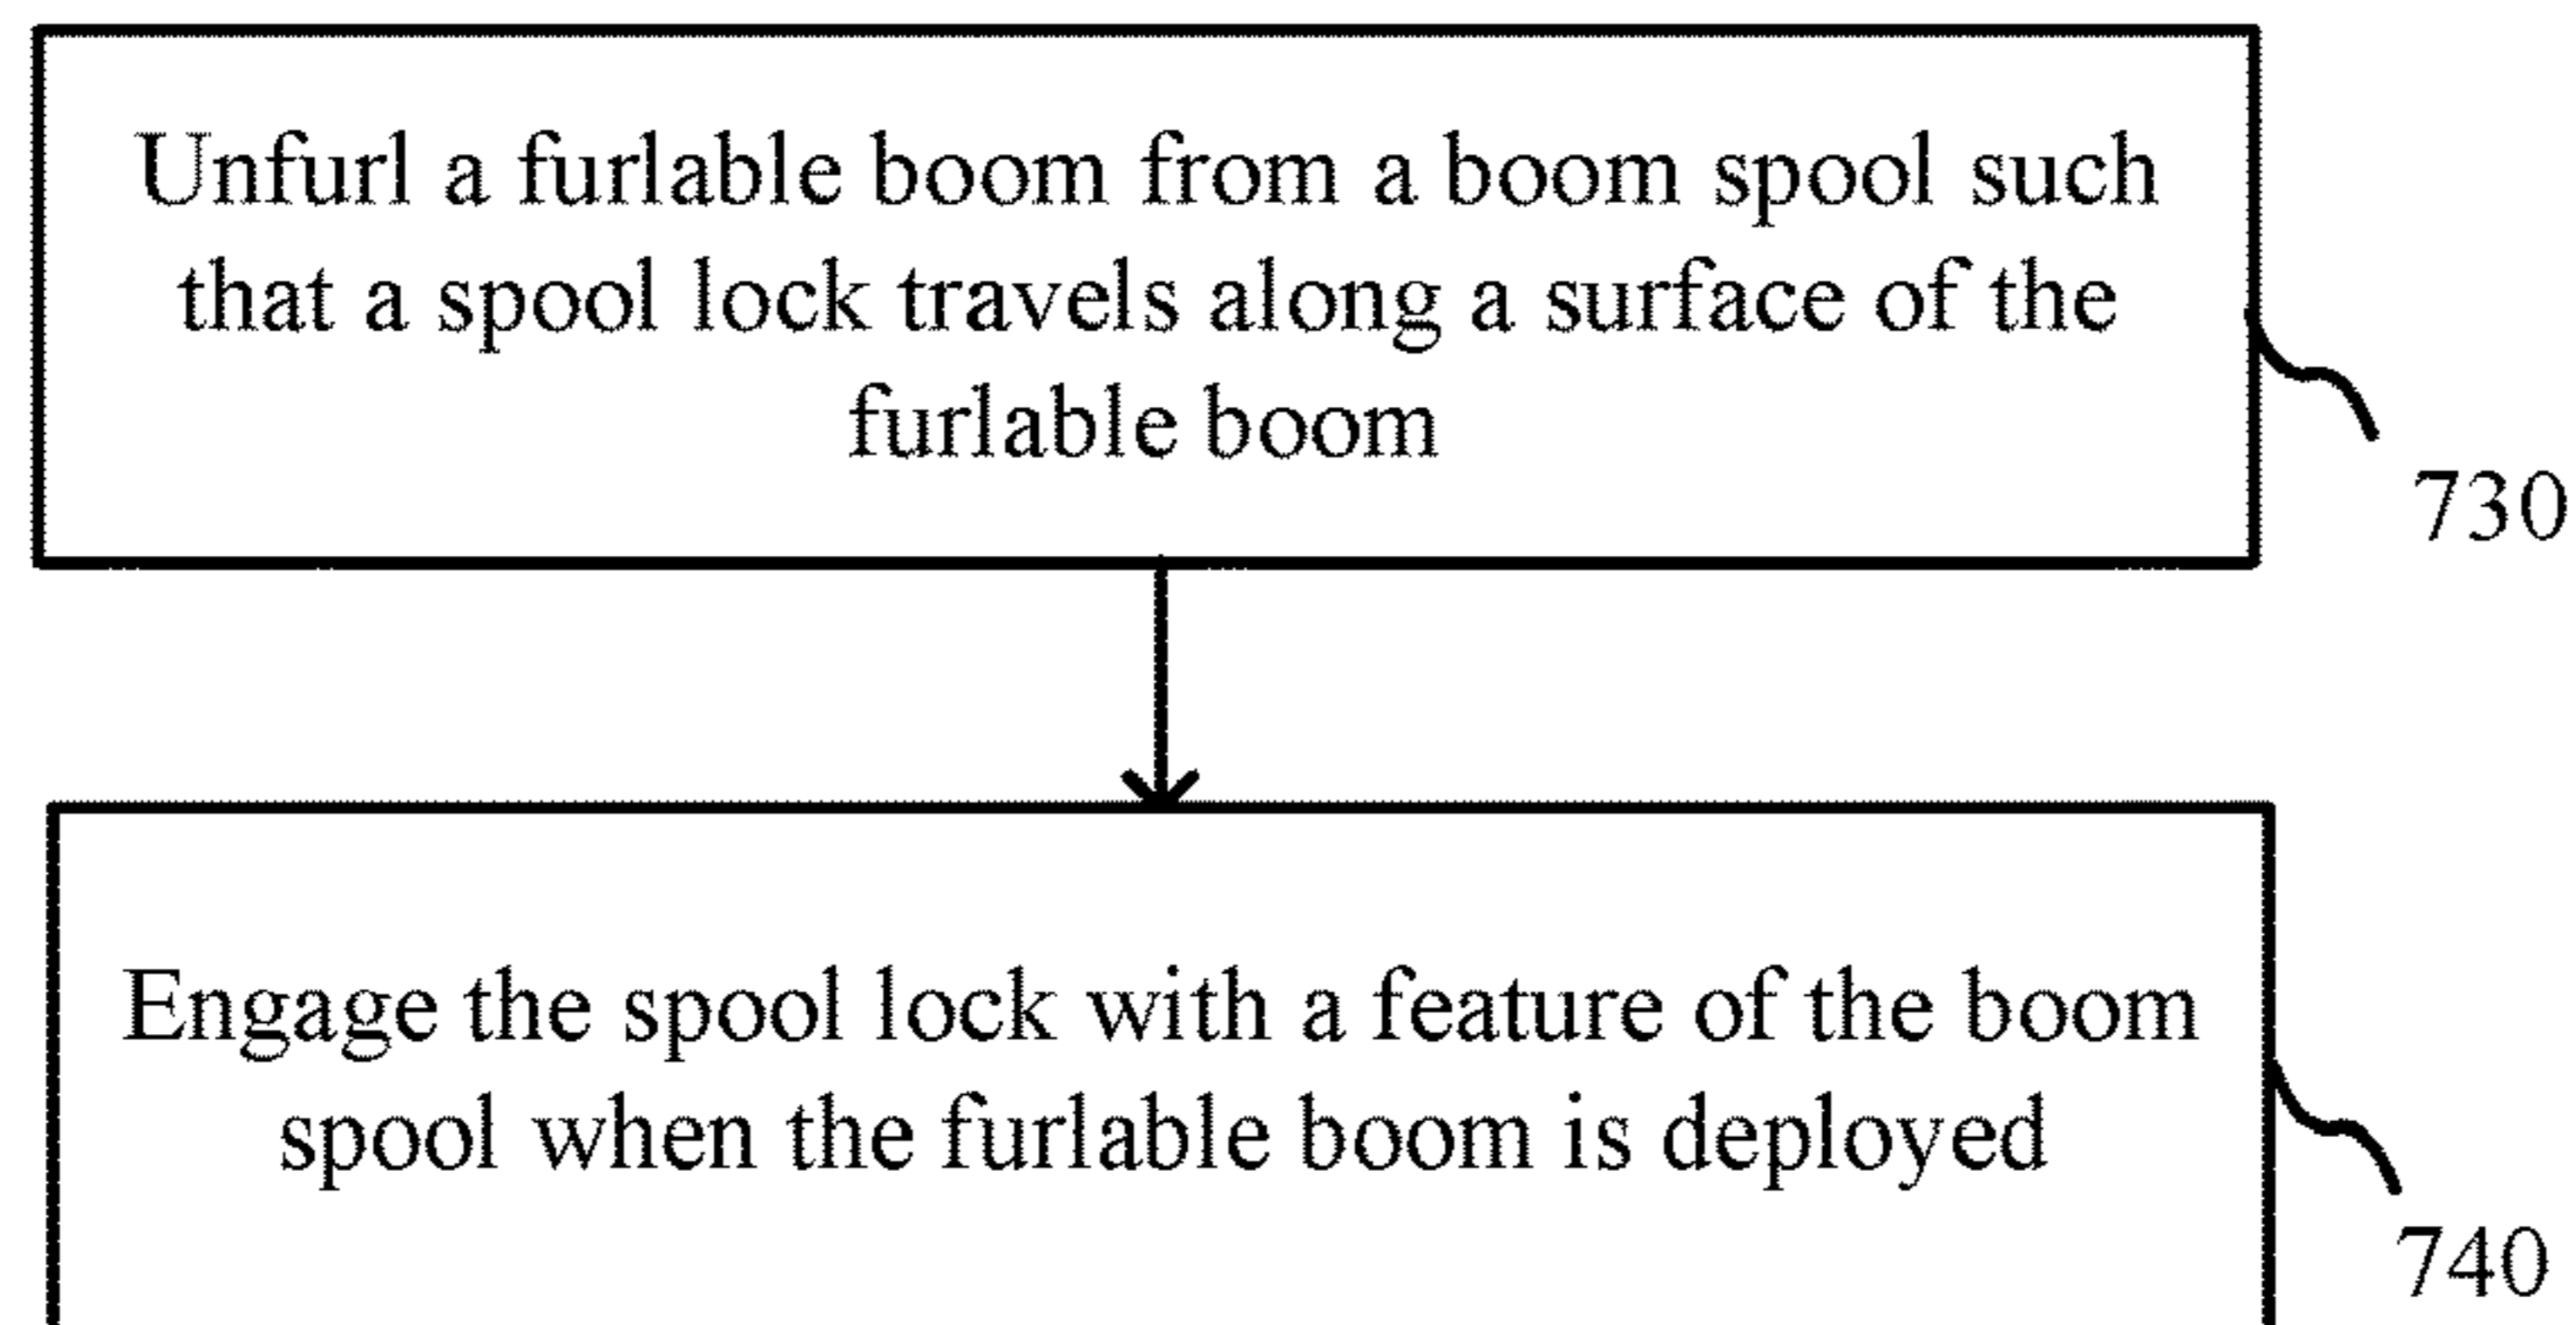 Unfurl a furlable boom from a boom spool such
that a spool lock travels along a surface of the
furlable boom
730
Engage the spool lock with a feature of the boom
spool when the furlable boom is deployed
740